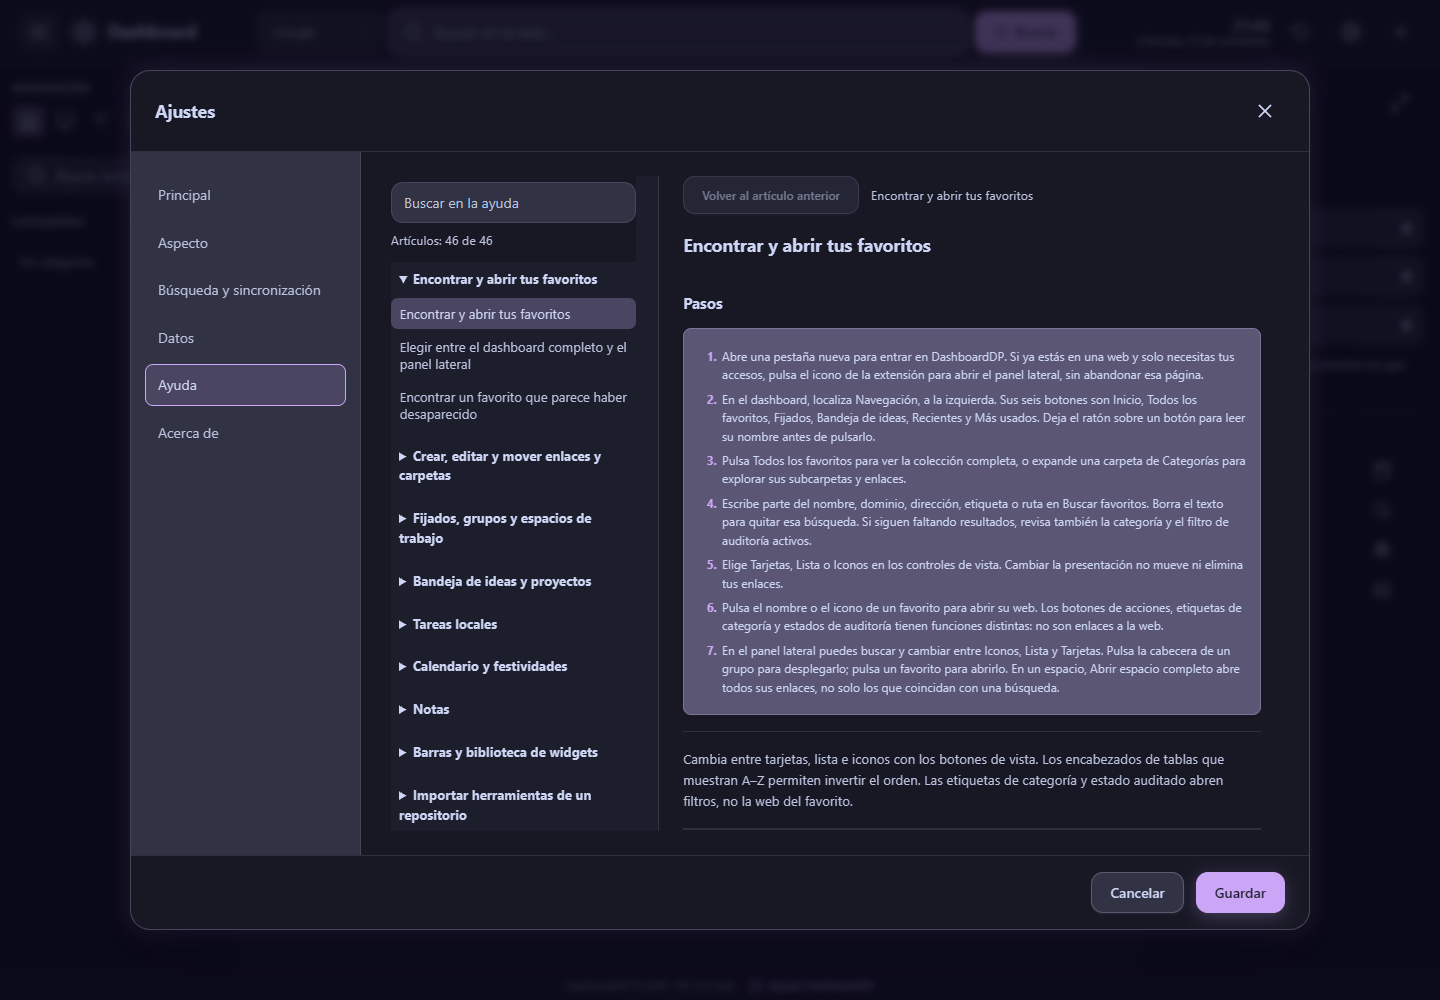 Dashboard
Ajustes
Principal
Aspecto
Búsqueda y sincronización
Datos
Ayuda
Acerca de
Buscar en la ayuda
Artículos: 46 de 46
▼ Encontrar y abrir tus favoritos
Encontrar y abrir tus favoritos
Elegir entre el dashboard completo y el
panel lateral
Encontrar un favorito que parece haber
desaparecido
▶ Crear, editar y mover enlaces y
carpetas
▶ Fijados, grupos y espacios de
trabajo
▶ Bandeja de ideas y proyectos
▶ Tareas locales
▶ Calendario y festividades
▶ Notas
▶ Barras y biblioteca de widgets
▶ Importar herramientas de un
repositorio
Volver al artículo anterior
Encontrar y abrir tus favoritos
Encontrar y abrir tus favoritos
Pasos
1. Abre una pestaña nueva para entrar en DashboardDP. Si ya estás en una web y solo necesitas tus
accesos, pulsa el icono de la extensión para abrir el panel lateral, sin abandonar esa página.
2. En el dashboard, localiza Navegación, a la izquierda. Sus seis botones son Inicio, Todos los
favoritos, Fijados, Bandeja de ideas, Recientes y Más usados. Deja el ratón sobre un botón para leer
su nombre antes de pulsarlo.
3. Pulsa Todos los favoritos para ver la colección completa, o expande una carpeta de Categorías para
explorar sus subcarpetas y enlaces.
4. Escribe parte del nombre, dominio, dirección, etiqueta o ruta en Buscar favoritos. Borra el texto
para quitar esa búsqueda. Si siguen faltando resultados, revisa también la categoría y el filtro de
auditoría activos.
5. Elige Tarjetas, Lista o Iconos en los controles de vista. Cambiar la presentación no mueve ni elimina
tus enlaces.
6. Pulsa el nombre o el icono de un favorito para abrir su web. Los botones de acciones, etiquetas de
categoría y estados de auditoría tienen funciones distintas: no son enlaces a la web.
7. En el panel lateral puedes buscar y cambiar entre Iconos, Lista y Tarjetas. Pulsa la cabecera de un
grupo para desplegarlo; pulsa un favorito para abrirlo. En un espacio, Abrir espacio completo abre
todos sus enlaces, no solo los que coincidan con una búsqueda.
Cambia entre tarjetas, lista e iconos con los botones de vista. Los encabezados de tablas que
muestran A–Z permiten invertir el orden. Las etiquetas de categoría y estado auditado abren
filtros, no la web del favorito.
Cancelar
Guardar